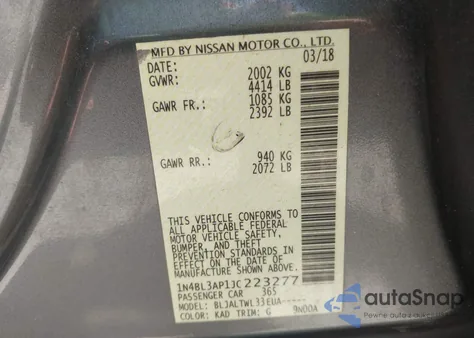 MFD BY NISSAN MOTOR CO., LTD.
DATE: 03/18
GVWR: 2002 KG
4414 LB
GAWR FR.: 1085 KG
2392 LB
GAWR RR.: 940 KG
2072 LB
THIS VEHICLE CONFORMS TO
ALL APPLICABLE FEDERAL
MOTOR VEHICLE SAFETY,
BUMPER, AND THEFT
PREVENTION STANDARDS IN
EFFECT ON THE DATE OF
MANUFACTURE SHOWN ABOVE.
1N4BL3AP1JC223277
PASSENGER CAR 365
MODEL: BLJALTWL33EUA-----
COLOR: KAD TRIM: G 9N00A
autoSnap